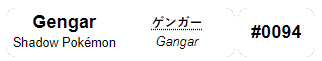 Gengar
Shadow Pokémon
ゲンガー
Gangar
#0094